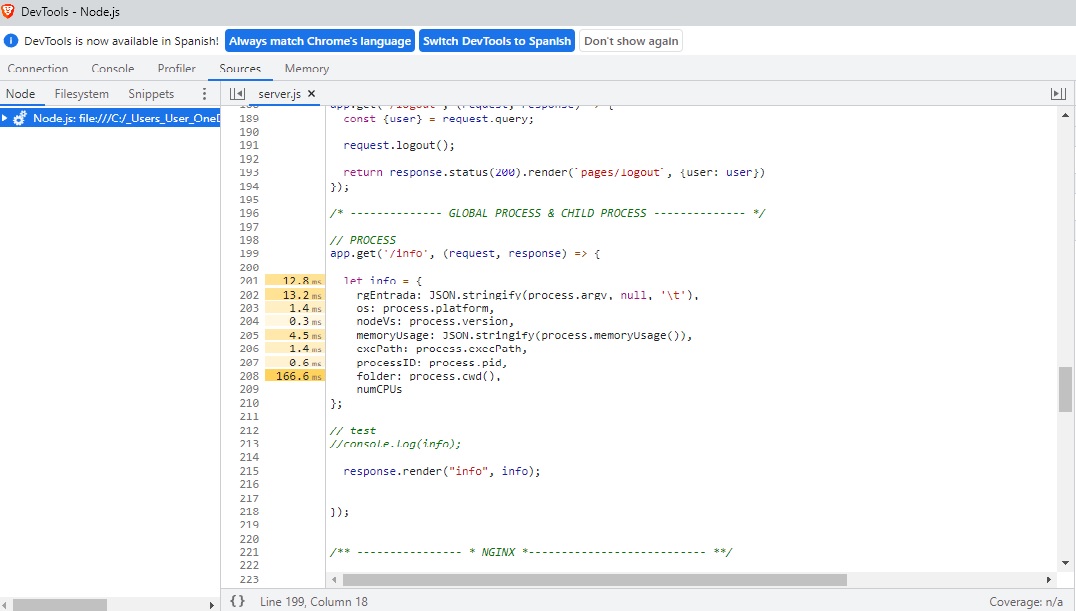 DevTools - Node.js
DevTools is now available in Spanish! Always match Chrome's language Switch DevTools to Spanish Don't show again
Connection Console Profiler Sources Memory
Node Filesystem Snippets server.js
Node.js: file:///C:/_Users_User_OneD
188 app.get('/logout', (request, response) => {
189 const {user} = request.query;
190
191 request.logout();
192
193 return response.status(200).render(`pages/logout`, {user: user})
194 });
195
196 /* -------------- GLOBAL PROCESS & CHILD PROCESS -------------- */
197
198 // PROCESS
199 app.get('/info', (request, response) => {
200
201 12.8 ms let info = {
202 13.2 ms rgEntrada: JSON.stringify(process.argv, null, '\t'),
203 1.4 ms os: process.platform,
204 0.3 ms nodeVs: process.version,
205 4.5 ms memoryUsage: JSON.stringify(process.memoryUsage()),
206 1.4 ms excPath: process.execPath,
207 0.6 ms processID: process.pid,
208 166.6 ms folder: process.cwd(),
209 numCPUs
210 };
211
212 // test
213 //console.log(info);
214
215 response.render("info", info);
216
217
218 });
219
220
221 /** ---------------- * NGINX *--------------------------- **/
222
223
{} Line 199, Column 18 Coverage: n/a